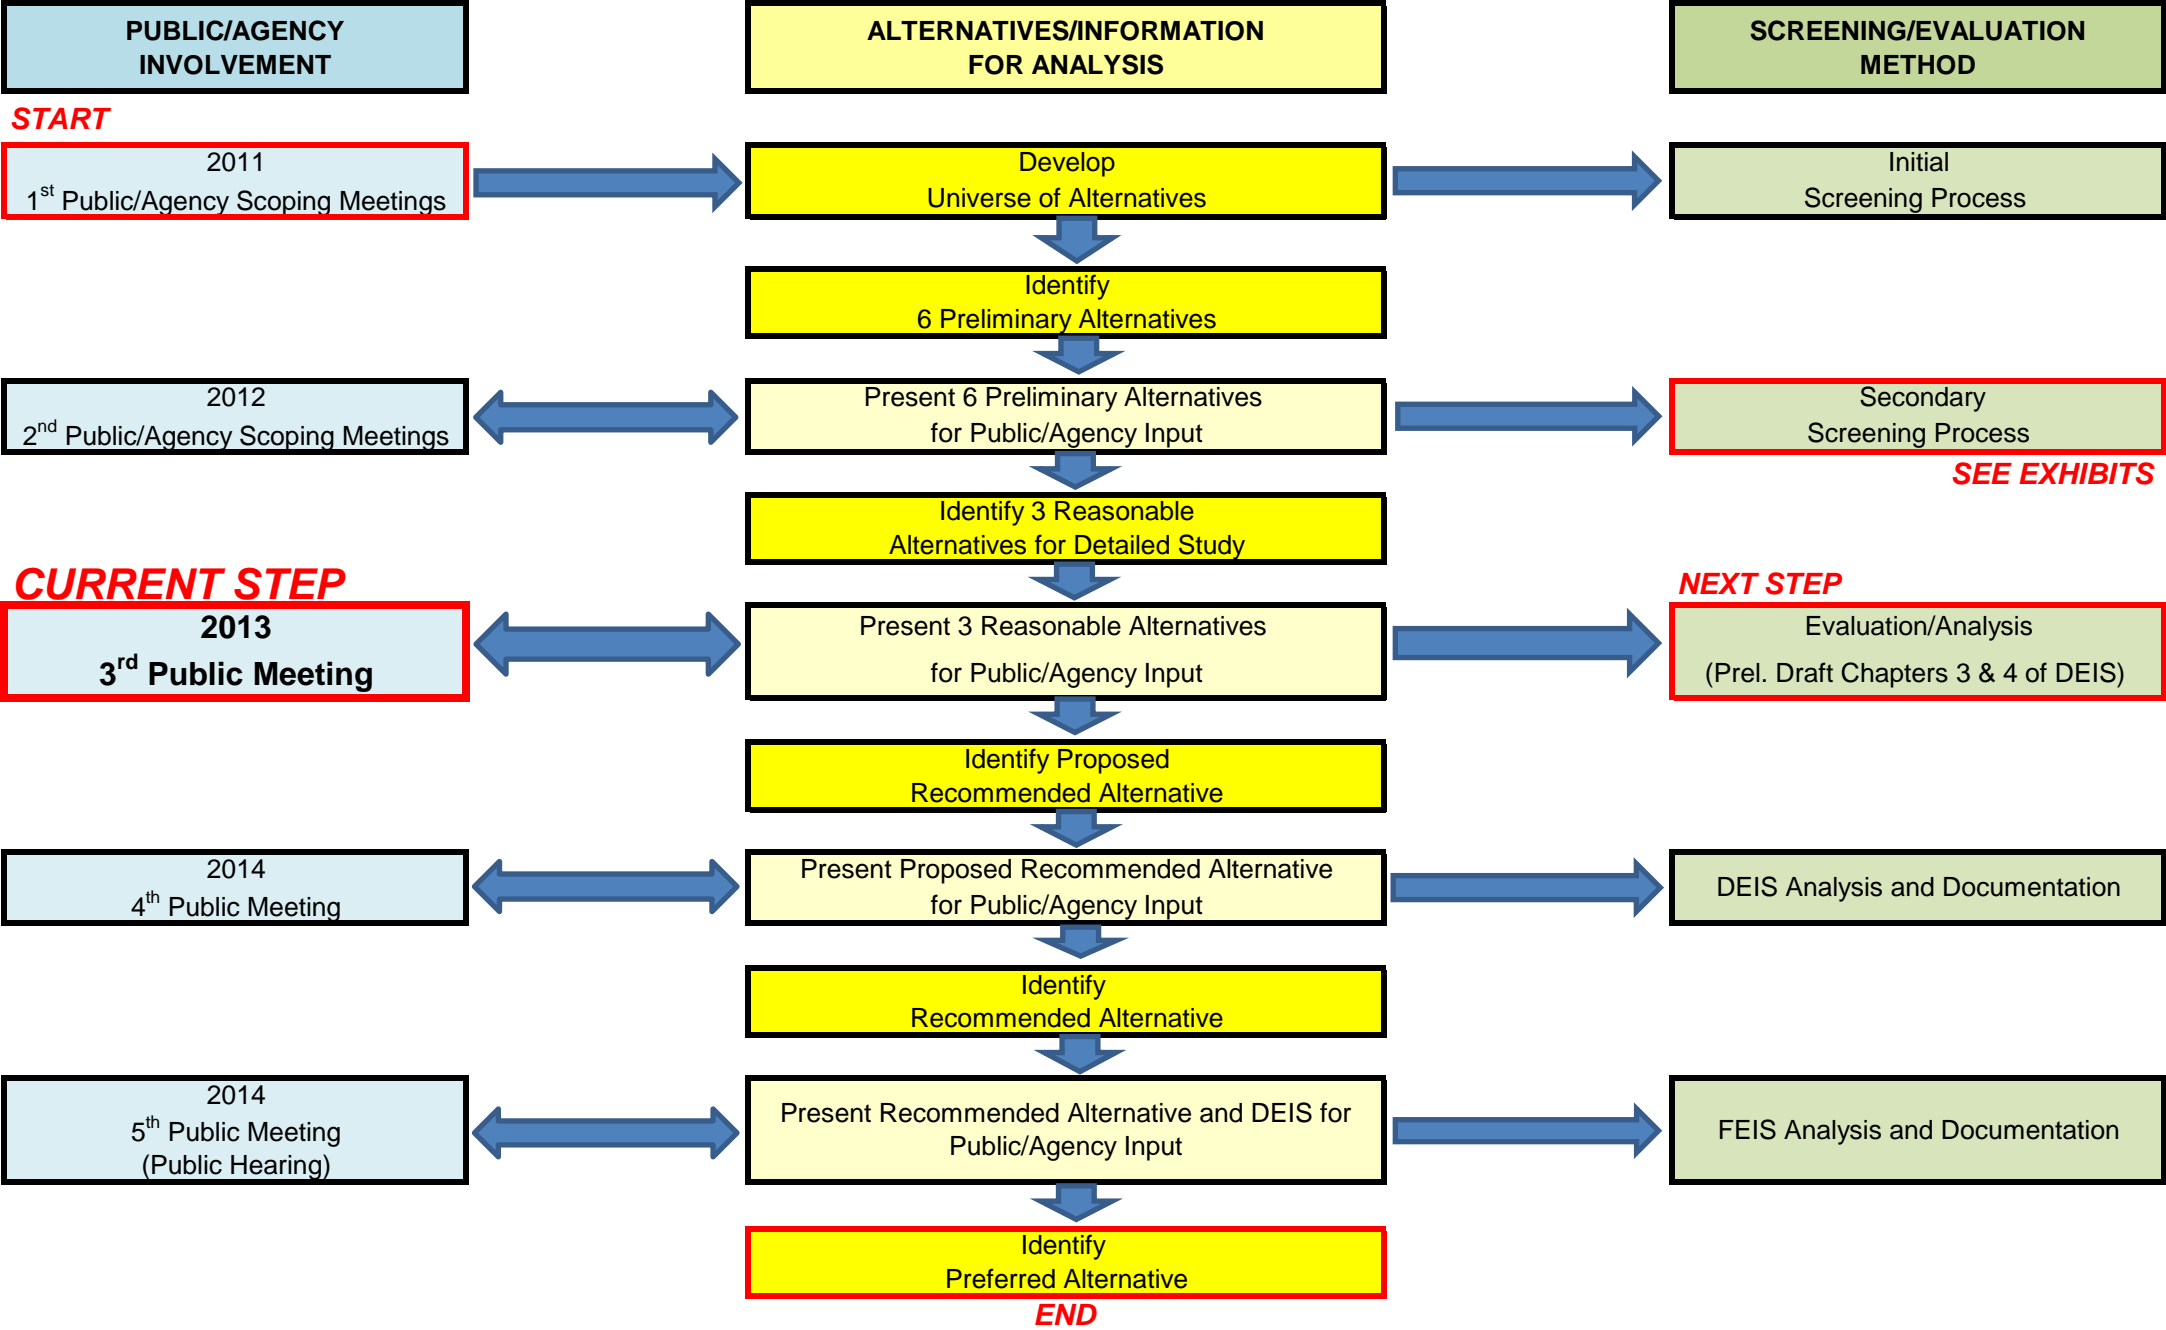 PUBLIC/AGENCY
INVOLVEMENT
ALTERNATIVES/INFORMATION
FOR ANALYSIS
SCREENING/EVALUATION
METHOD
START
2011
1st Public/Agency Scoping Meetings
Develop
Universe of Alternatives
Initial
Screening Process
Identify
6 Preliminary Alternatives
2012
2nd Public/Agency Scoping Meetings
Present 6 Preliminary Alternatives
for Public/Agency Input
Secondary
Screening Process
SEE EXHIBITS
Identify 3 Reasonable
Alternatives for Detailed Study
CURRENT STEP
2013
3rd Public Meeting
Present 3 Reasonable Alternatives
for Public/Agency Input
NEXT STEP
Evaluation/Analysis
(Prel. Draft Chapters 3 & 4 of DEIS)
Identify Proposed
Recommended Alternative
2014
4th Public Meeting
Present Proposed Recommended Alternative
for Public/Agency Input
DEIS Analysis and Documentation
Identify
Recommended Alternative
2014
5th Public Meeting
(Public Hearing)
Present Recommended Alternative and DEIS for
Public/Agency Input
FEIS Analysis and Documentation
Identify
Preferred Alternative
END